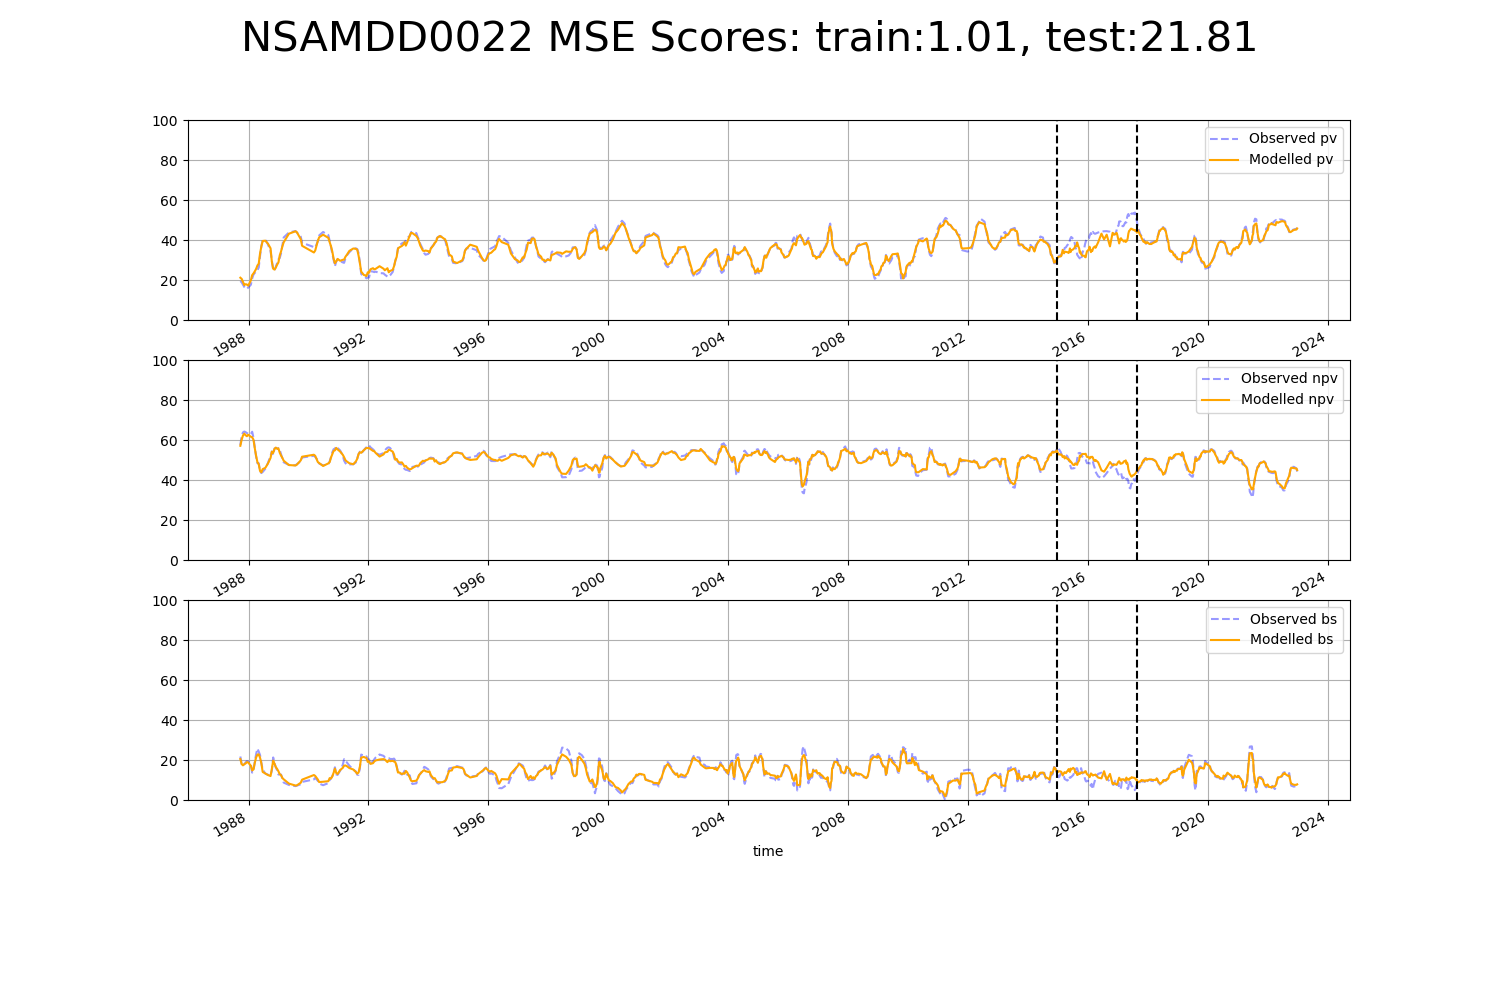 NSAMDD0022 MSE Scores: train:1.01, test:21.81
100
80
60
40
20
0
Observed pv
Modelled pv
1988 1992 1996 2000 2004 2008 2012 2016 2020 2024
100
80
60
40
20
0
Observed npv
Modelled npv
1988 1992 1996 2000 2004 2008 2012 2016 2020 2024
100
80
60
40
20
0
Observed bs
Modelled bs
1988 1992 1996 2000 2004 2008 2012 2016 2020 2024
time